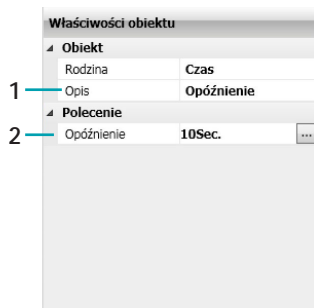 Właściwości obiektu
Obiekt
Rodzina Czas
1 Opis Opóźnienie
Polecenie
2 Opóźnienie 10Sec. ...